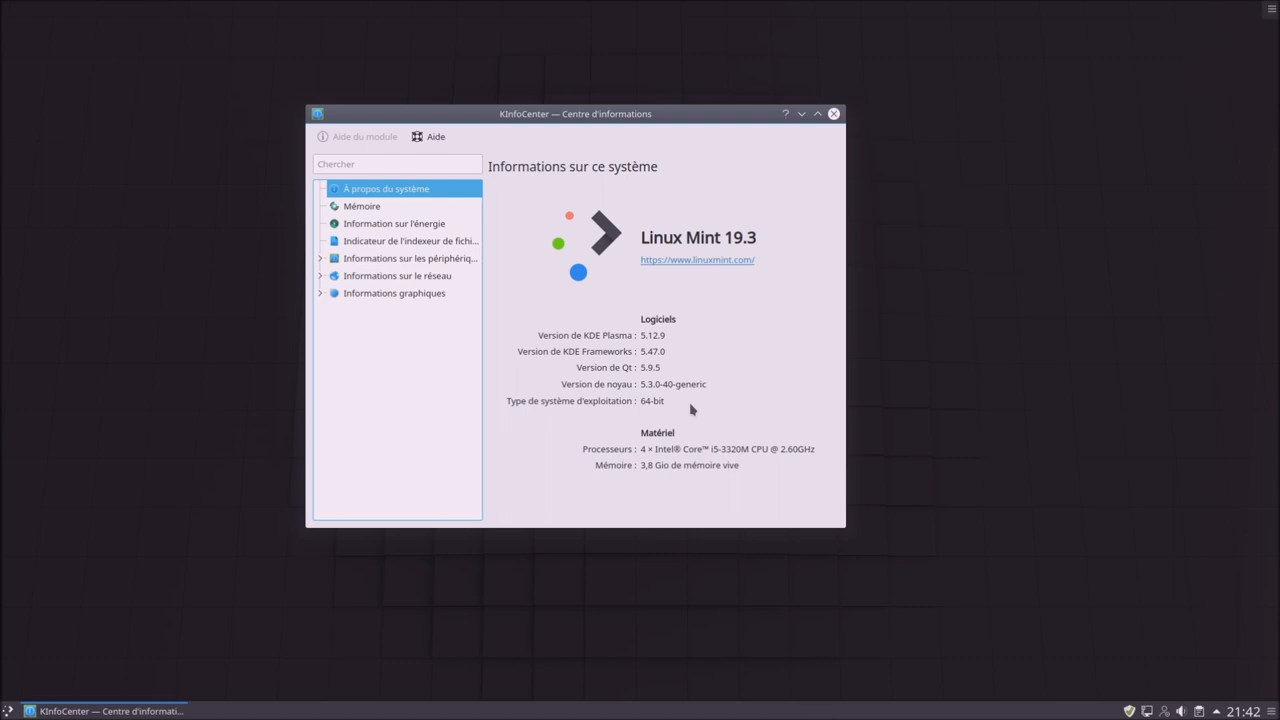 KInfoCenter — Centre d'informations
Aide du module Aide
Chercher
À propos du système
Mémoire
Information sur l'énergie
Indicateur de l'indexeur de fichi...
Informations sur les périphériq...
Informations sur le réseau
Informations graphiques
Informations sur ce système
Linux Mint 19.3
https://www.linuxmint.com/
Logiciels
Version de KDE Plasma : 5.12.9
Version de KDE Frameworks : 5.47.0
Version de Qt : 5.9.5
Version de noyau : 5.3.0-40-generic
Type de système d'exploitation : 64-bit
Matériel
Processeurs : 4 × Intel® Core™ i5-3320M CPU @ 2.60GHz
Mémoire : 3,8 Gio de mémoire vive
KInfoCenter — Centre d'informati...
21:42